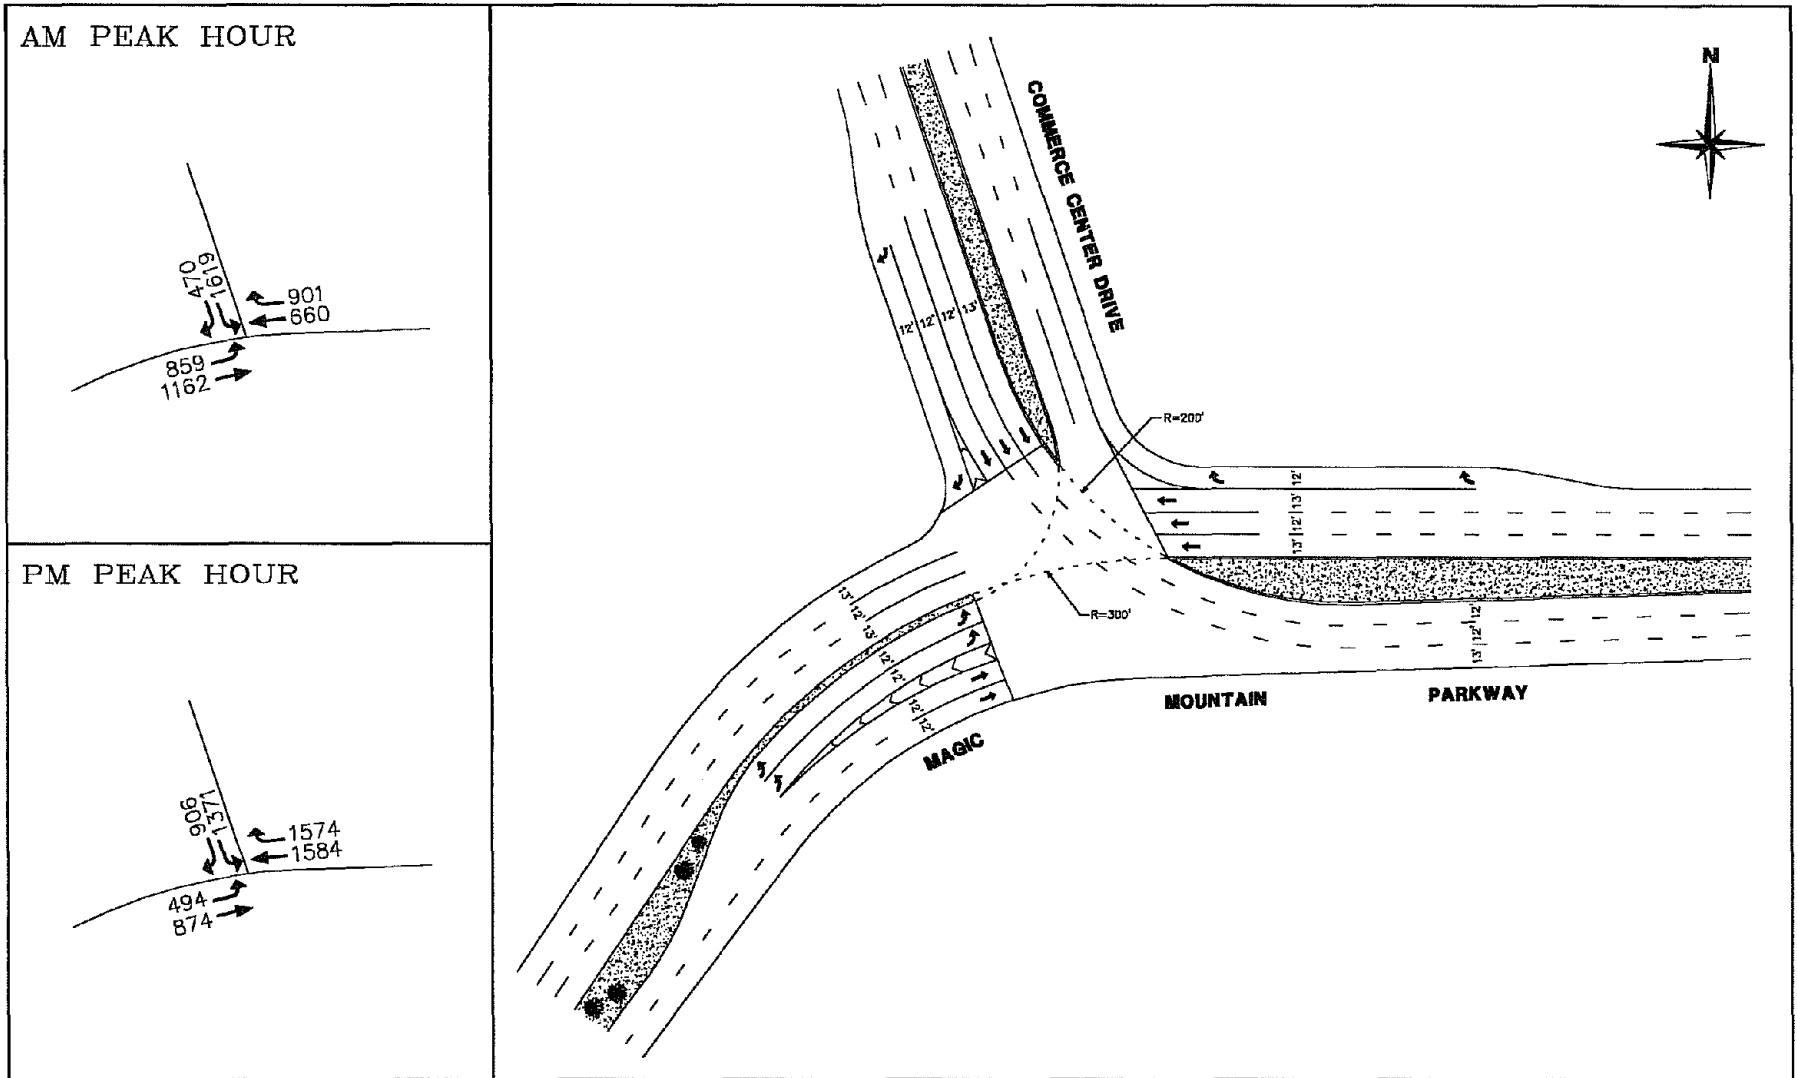 AM PEAK HOUR
470
1619
901
660
859
1162
PM PEAK HOUR
906
1371
1574
1584
494
874
N
COMMERCE CENTER DRIVE
12' 12' 12' 13'
R=200'
13' 12' 13' 12'
R=300'
13' 12' 13'
12' 12'
12' 12'
13' 12' 12'
MAGIC MOUNTAIN PARKWAY